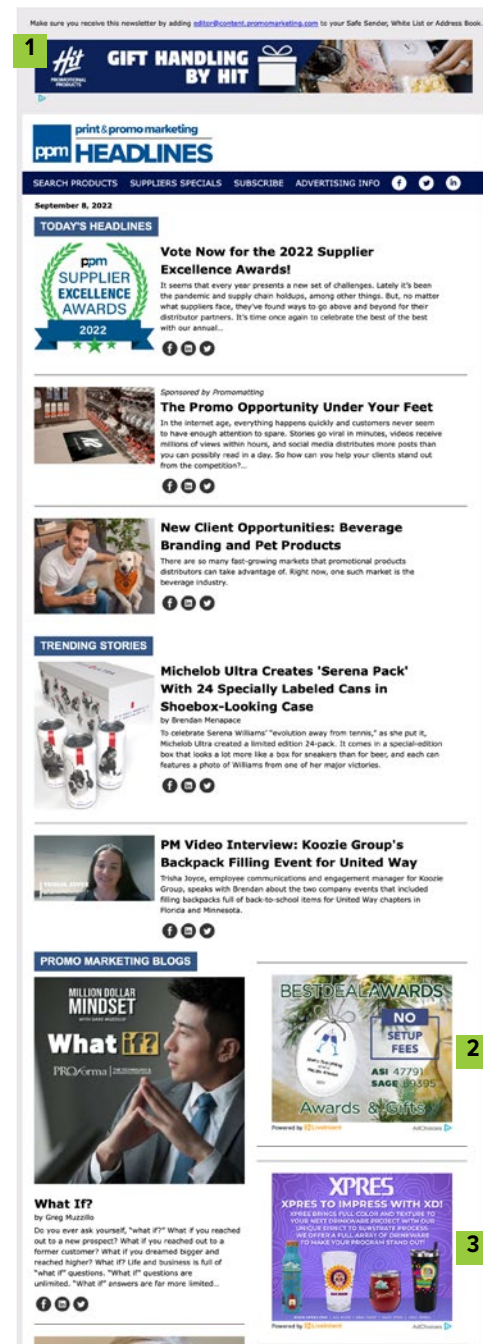 Make sure you receive this newsletter by adding editor@content.promomarketing.com to your Safe Sender, White List or Address Book.
1
Hit
PROMOTIONAL
PRODUCTS
GIFT HANDLING
BY HIT
print&promomarketing
ppm HEADLINES
SEARCH PRODUCTS SUPPLIERS SPECIALS SUBSCRIBE ADVERTISING INFO
September 8, 2022
TODAY'S HEADLINES
ppm
SUPPLIER
EXCELLENCE
AWARDS
2022
Vote Now for the 2022 Supplier
Excellence Awards!
It seems that every year presents a new set of challenges. Lately it's been
the pandemic and supply chain holdups, among other things. But, no matter
what suppliers face, they've found ways to go above and beyond for their
distributor partners. It's time once again to celebrate the best of the best
with our annual...
Sponsored by Promomatting
The Promo Opportunity Under Your Feet
In the internet age, everything happens quickly and customers never seem
to have enough attention to spare. Stories go viral in minutes, videos receive
millions of views within hours, and social media distributes more posts than
you can possibly read in a day. So how can you help your clients stand out
from the competition?...
New Client Opportunities: Beverage
Branding and Pet Products
There are so many fast-growing markets that promotional products
distributors can take advantage of. Right now, one such market is the
beverage industry.
TRENDING STORIES
Michelob Ultra Creates 'Serena Pack'
With 24 Specially Labeled Cans in
Shoebox-Looking Case
by Brendan Menapace
To celebrate Serena Williams' "evolution away from tennis," as she put it,
Michelob Ultra created a limited edition 24-pack. It comes in a special-edition
box that looks a lot more like a box for sneakers than for beer, and each can
features a photo of Williams from one of her major victories.
PM Video Interview: Koozie Group's
Backpack Filling Event for United Way
Trisha Joyce, employee communications and engagement manager for Koozie
Group, speaks with Brendan about the two company events that included
filling backpacks full of back-to-school items for United Way chapters in
Florida and Minnesota.
PROMO MARKETING BLOGS
MILLION DOLLAR
MINDSET
WITH GREG MUZZILLO
What if?
PROforma
What If?
by Greg Muzzillo
Do you ever ask yourself, "what if?" What if you reached
out to a new prospect? What if you reached out to a
former customer? What if you dreamed bigger and
reached higher? What if? Life and business is full of
"what if" questions. "What if" questions are
unlimited. "What if" answers are far more limited...
BESTDEALAWARDS
NO
SETUP
FEES
ASI 47791
SAGE 69395
Awards & Gifts
Powered by LiveIntent
AdChoices
2
XPRES
XPRES TO IMPRESS WITH XD!
XPRES BRINGS FULL COLOR AND TEXTURE TO
YOUR NEXT DRINKWARE PROJECT WITH OUR
UNIQUE DIRECT TO SUBSTRATE PROCESS.
WE OFFER A FULL ARRAY OF DRINKWARE
TO MAKE YOUR PROGRAM STAND OUT!
Powered by LiveIntent
AdChoices
3